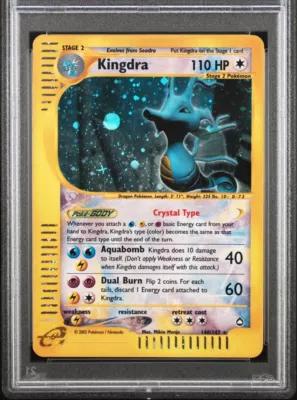 STAGE 2
Evolves from Seadra
Put Kingdra on the Stage 1 card
Kingdra
110 HP
Stage 2 Pokémon
Dragon Pokémon. Length: 5' 11", Weight: 335 lbs.
Poké-BODY
Crystal Type
Whenever you attach a , , or basic Energy card from your
hand to Kingdra, Kingdra's type (color) becomes the same as that
Energy card type until the end of the turn.
Aquabomb Kingdra does 10 damage
to itself. (Don't apply Weakness or Resistance
when Kingdra damages itself with this attack.)
40
Dual Burn Flip 2 coins. For each
tails, discard 1 Energy card attached to
Kingdra.
60
weakness
resistance
retreat cost
Illus. Mikio Menjo
©2002 Pokémon / Nintendo
148/147